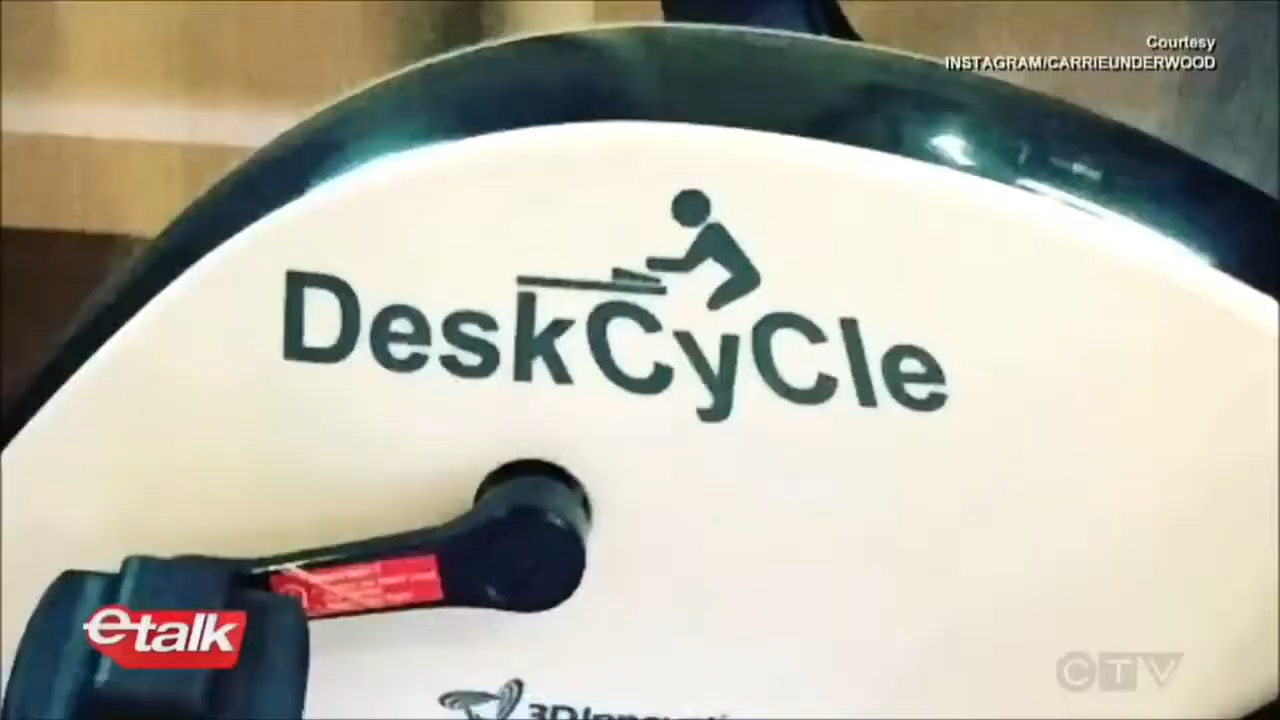 Courtesy
INSTAGRAM/CARRIEUNDERWOOD
DeskCyCle
etalk
CTV